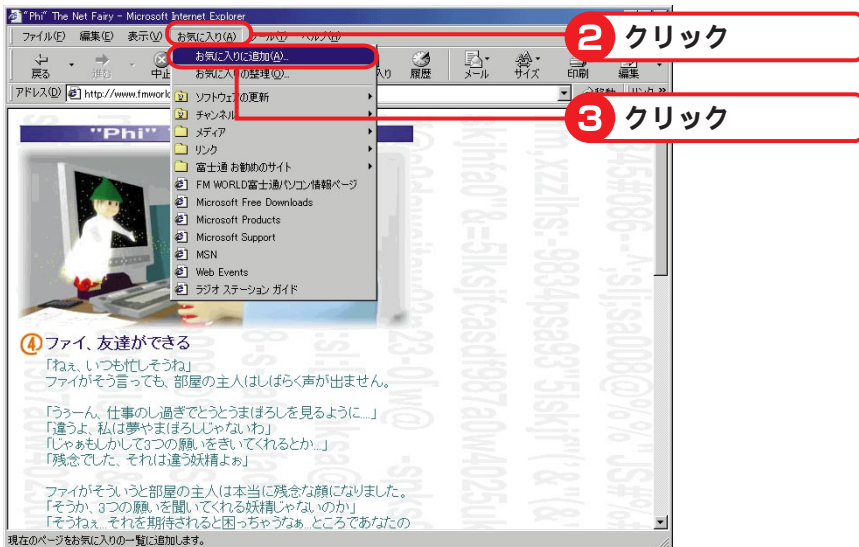 "Phi" The Net Fairy - Microsoft Internet Explorer
ファイル(F) 編集(E) 表示(V) お気に入り(A) ツール(T) ヘルプ(H)
② クリック
お気に入りに追加(A)...
戻る 進む 中止 履歴 メール サイズ 印刷 編集
お気に入りの整理(O)...
アドレス(D) http://www.fmworl 移動 リンク »
ソフトウェアの更新
③ クリック
チャンネル
"Phi"
メディア
リンク
富士通 お勧めのサイト
FM WORLD富士通パソコン情報ページ
Microsoft Free Downloads
Microsoft Products
Microsoft Support
MSN
Web Events
ラジオ ステーション ガイド
④ファイ、友達ができる
「ねぇ、いつも忙しそうね」
ファイがそう言っても、部屋の主人はしばらく声が出ません。
「うぅーん、仕事のし過ぎでとうとうまぼろしを見るように...」
「違うよ、私は夢やまぼろしじゃないわ」
「じゃぁもしかして3つの願いをきいてくれるとか...」
「残念でした、それは違う妖精よぉ」
ファイがそういうと部屋の主人は本当に残念な顔になりました。
「そうか、3つの願いを聞いてくれる妖精じゃないのか」
「そうねぇ...それを期待されると困っちゃうなぁ...ところであなたの
現在のページをお気に入りの一覧に追加します。